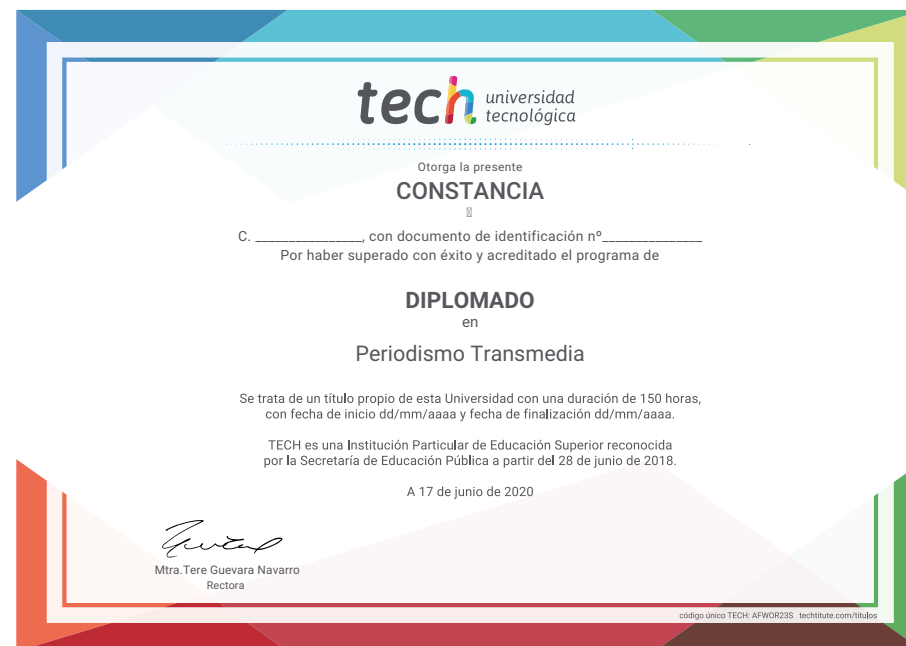 tech universidad
tecnológica
Otorga la presente
CONSTANCIA
C. ________________, con documento de identificación nº_______________
Por haber superado con éxito y acreditado el programa de
DIPLOMADO
en
Periodismo Transmedia
Se trata de un título propio de esta Universidad con una duración de 150 horas,
con fecha de inicio dd/mm/aaaa y fecha de finalización dd/mm/aaaa.
TECH es una Institución Particular de Educación Superior reconocida
por la Secretaría de Educación Pública a partir del 28 de junio de 2018.
A 17 de junio de 2020
Mtra.Tere Guevara Navarro
Rectora
código único TECH: AFWOR23S techtitute.com/títulos